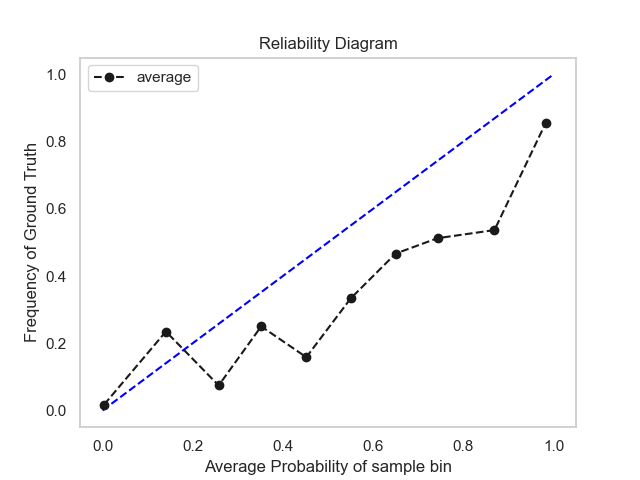 Reliability Diagram
average
1.0
0.8
0.6
0.4
0.2
0.0
Frequency of Ground Truth
0.0 0.2 0.4 0.6 0.8 1.0
Average Probability of sample bin